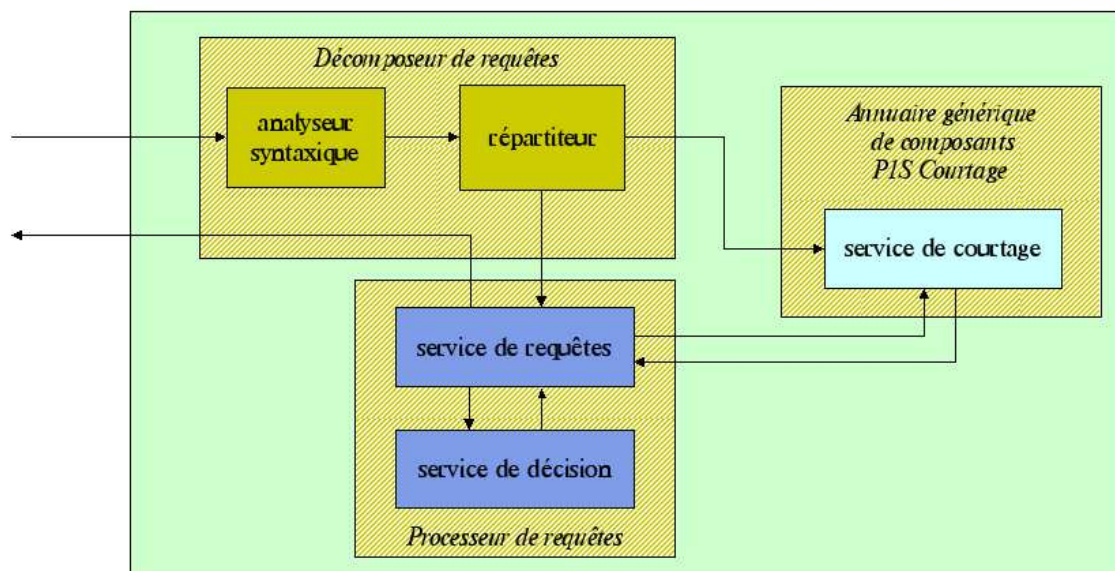 Décomposeur de requêtes
analyseur
syntaxique
répartiteur
Annuaire générique
de composants
P1S Courtage
service de courtage
service de requêtes
service de décision
Processeur de requêtes